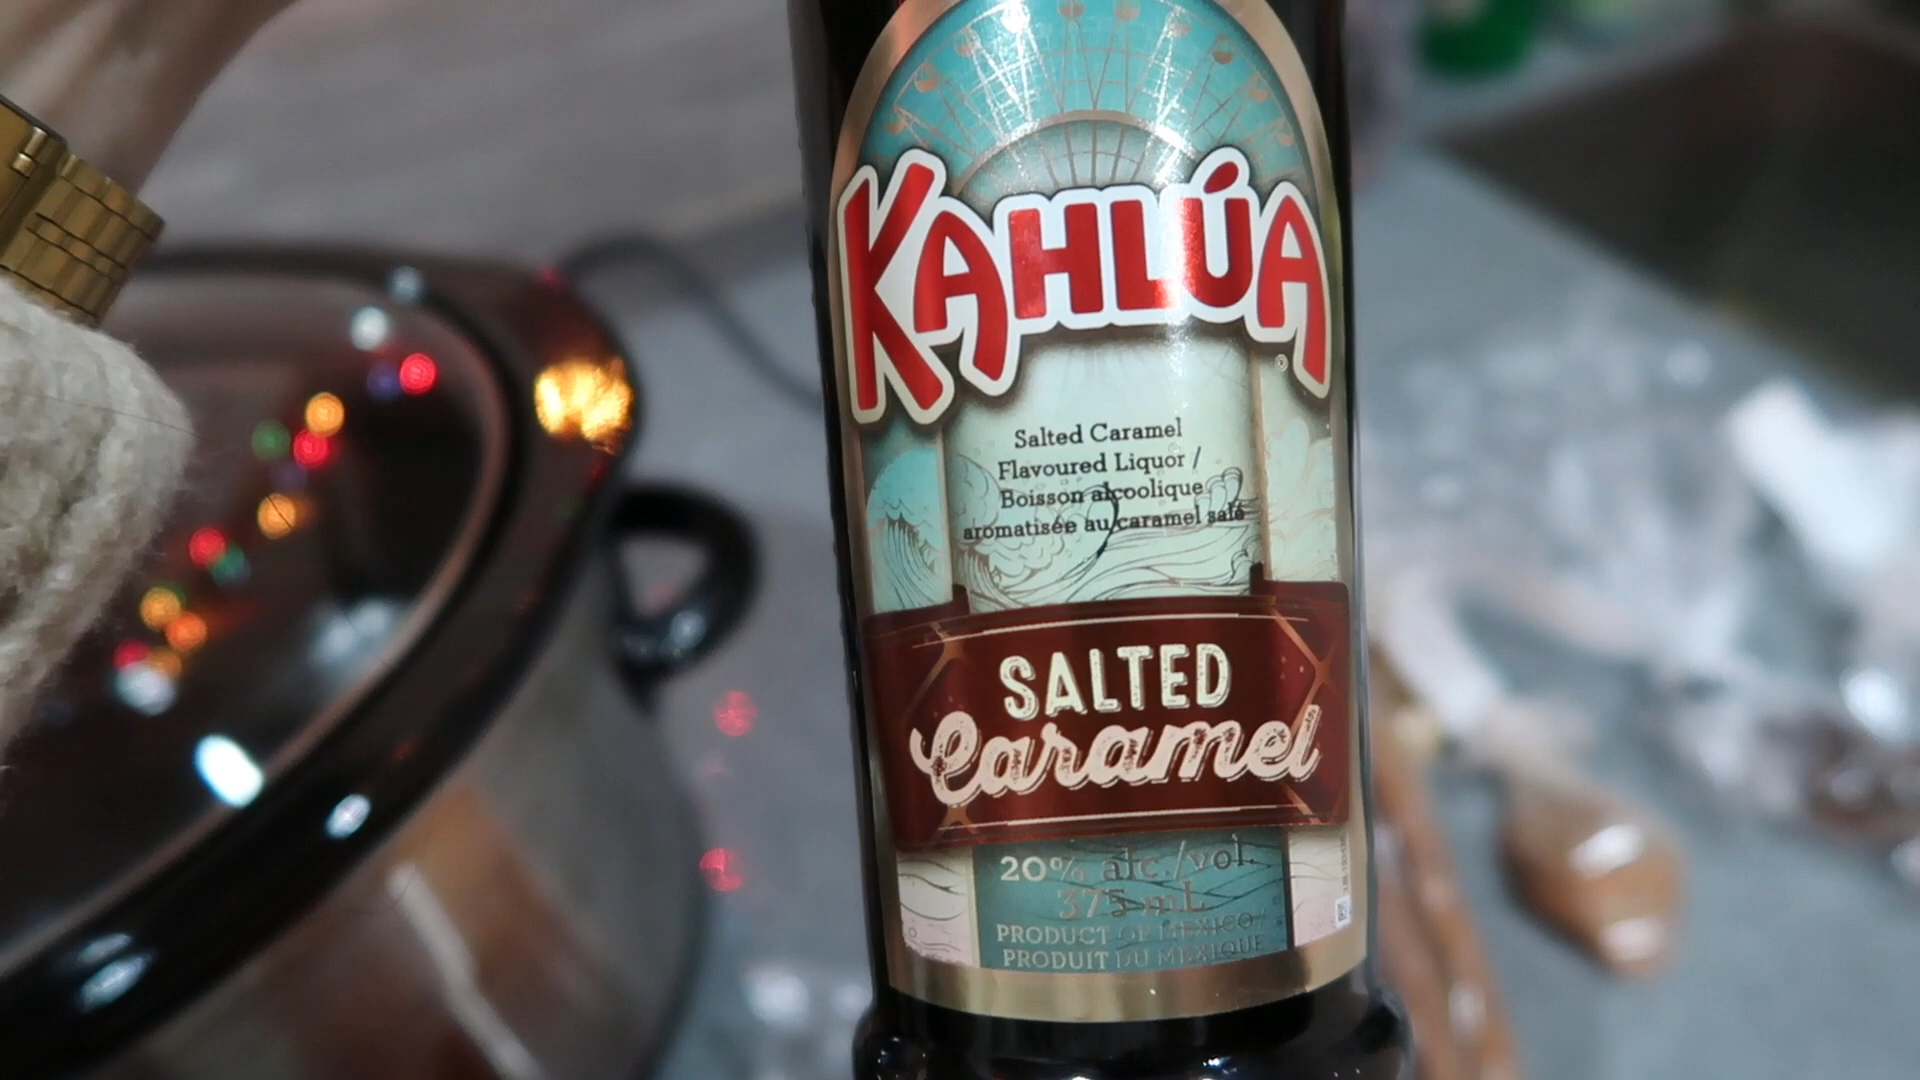 KAHLÚA
®
Salted Caramel
Flavoured Liquor /
Boisson alcoolique
aromatisée au caramel salé
SALTED
Caramel
20% alc./vol.
375 mL
PRODUCT OF MEXICO /
PRODUIT DU MEXIQUE